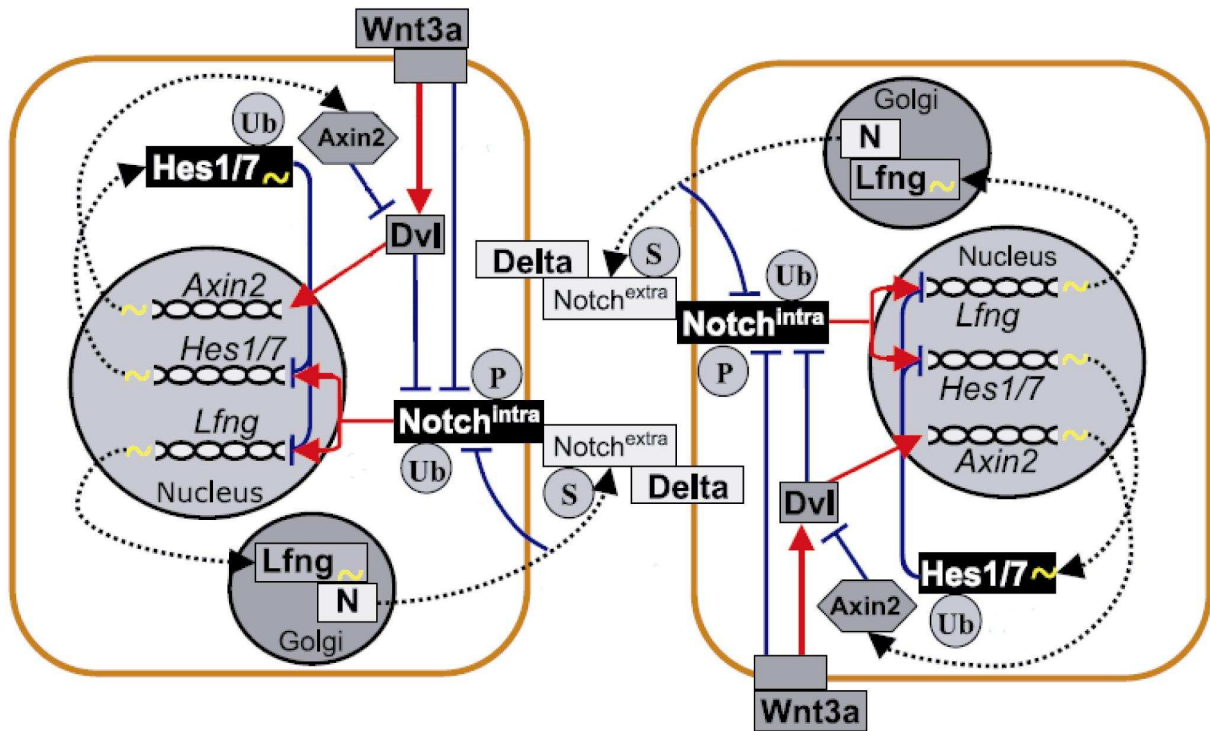 Wnt3a
Ub
Axin2
Hes1/7~
Dvl
Axin2
~
Hes1/7
~
Lfng
~
Nucleus
P
Notchintra
Ub
Notchextra
S
Delta
Lfng~
N
Golgi
Golgi
N
Lfng~
Delta
S
Notchextra
Ub
Notchintra
P
Nucleus
~
Lfng
~
Hes1/7
~
Axin2
Dvl
Hes1/7~
Axin2
Ub
Wnt3a